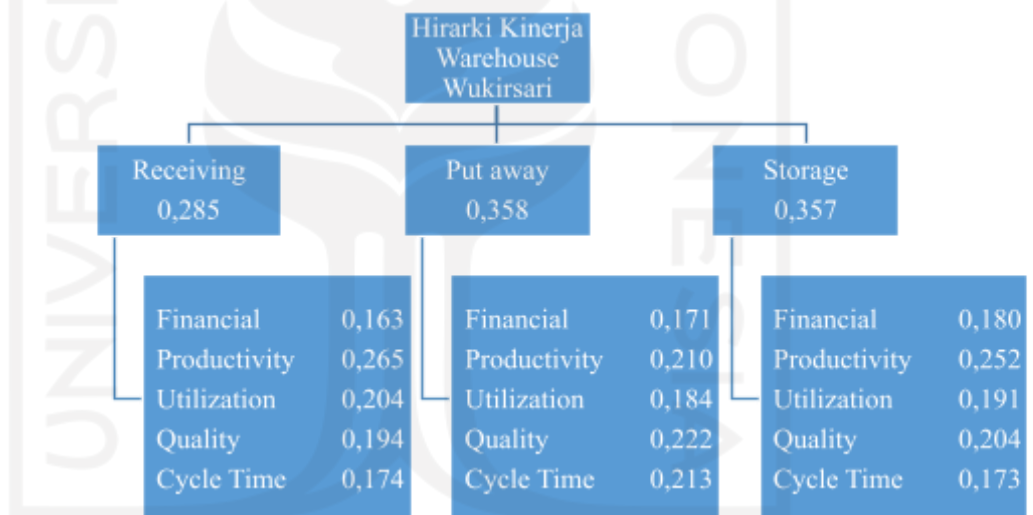 Hirarki Kinerja
Warehouse
Wukirsari
Receiving
0,285
Put away
0,358
Storage
0,357
Financial 0,163
Productivity 0,265
Utilization 0,204
Quality 0,194
Cycle Time 0,174
Financial 0,171
Productivity 0,210
Utilization 0,184
Quality 0,222
Cycle Time 0,213
Financial 0,180
Productivity 0,252
Utilization 0,191
Quality 0,204
Cycle Time 0,173